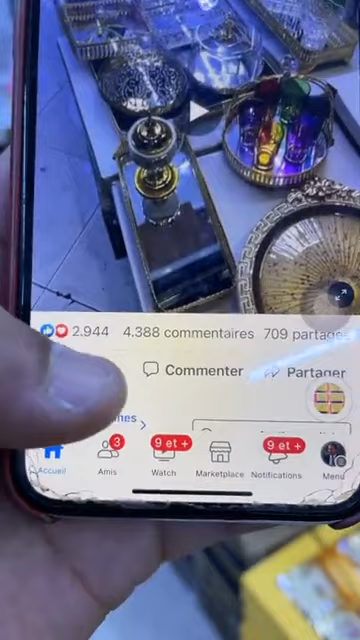 2.944 4.388 commentaires 709 partages
Commenter Partager
3 9 et + 9 et +
Accueil Amis Watch Marketplace Notifications Menu